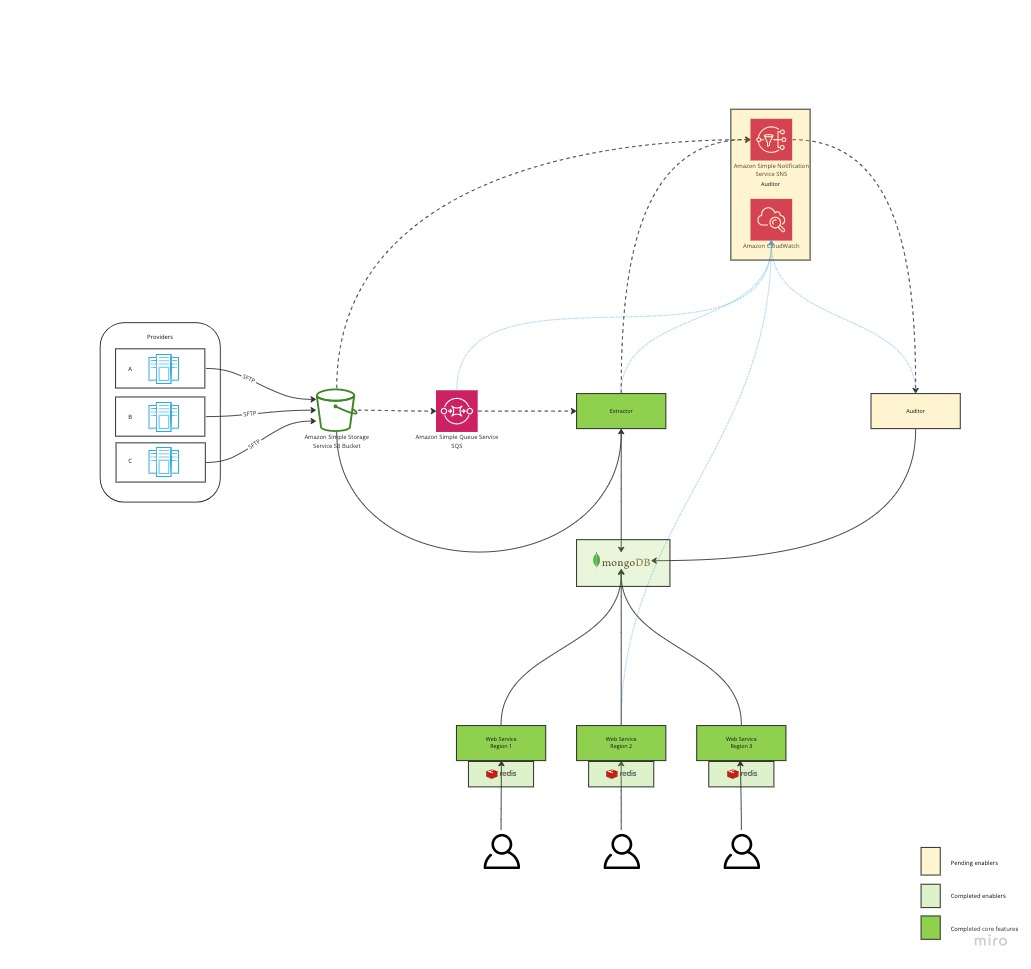 Amazon Simple Notification
Service SNS
Auditor
Amazon CloudWatch
Providers
A
B
C
SFTP
SFTP
SFTP
Amazon Simple Storage
Service S3 Bucket
Amazon Simple Queue Service
SQS
Extractor
Auditor
mongoDB
Web Service
Region 1
Web Service
Region 2
Web Service
Region 3
redis
redis
redis
Pending enablers
Completed enablers
Completed core features
miro